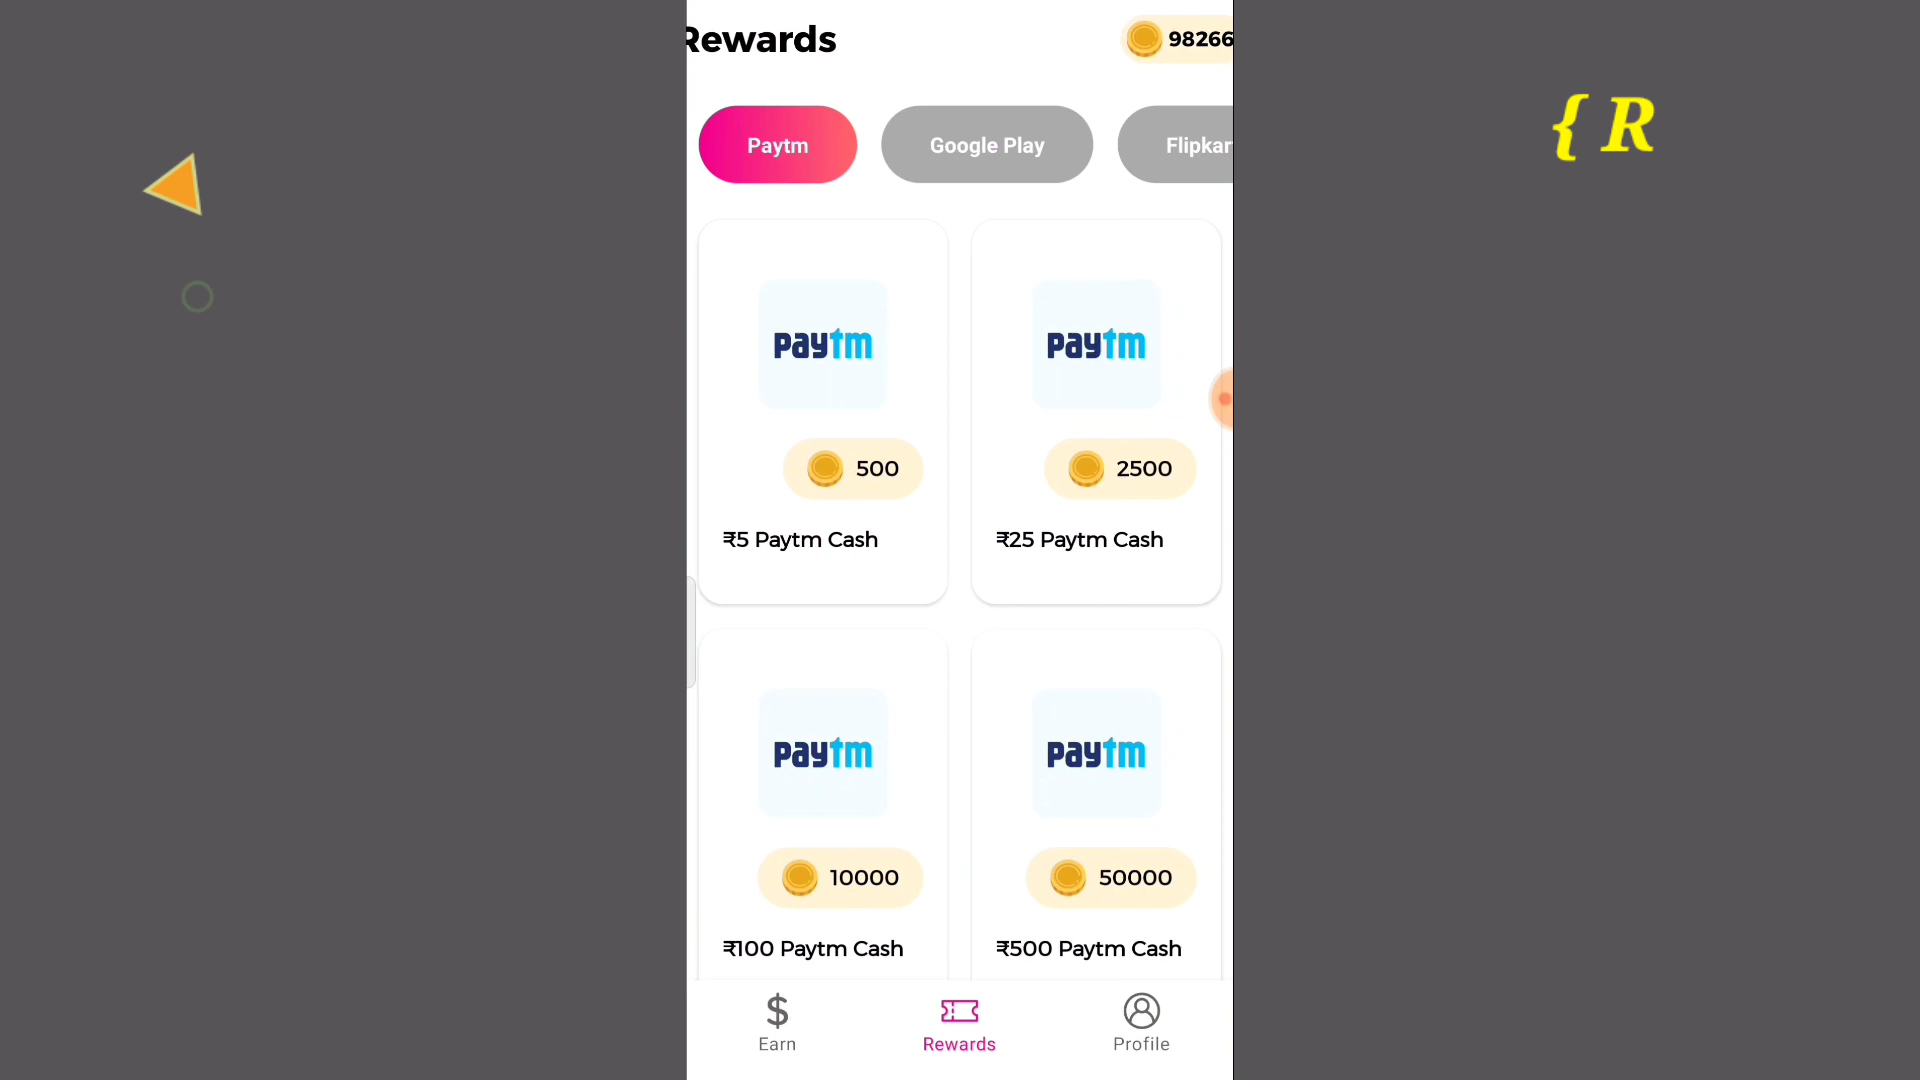 Rewards
98266
{ R
Paytm
Google Play
Flipkar
paytm
paytm
500
2500
₹5 Paytm Cash
₹25 Paytm Cash
paytm
paytm
10000
50000
₹100 Paytm Cash
₹500 Paytm Cash
$
Earn
Rewards
Profile